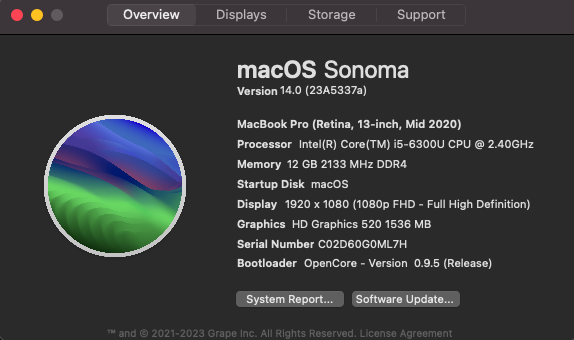 Overview Displays Storage Support
macOS Sonoma
Version 14.0 (23A5337a)
MacBook Pro (Retina, 13-inch, Mid 2020)
Processor Intel(R) Core(TM) i5-6300U CPU @ 2.40GHz
Memory 12 GB 2133 MHz DDR4
Startup Disk macOS
Display 1920 x 1080 (1080p FHD - Full High Definition)
Graphics HD Graphics 520 1536 MB
Serial Number C02D60G0ML7H
Bootloader OpenCore - Version 0.9.5 (Release)
System Report... Software Update...
™ and © 2021-2023 Grape Inc. All Rights Reserved. License Agreement